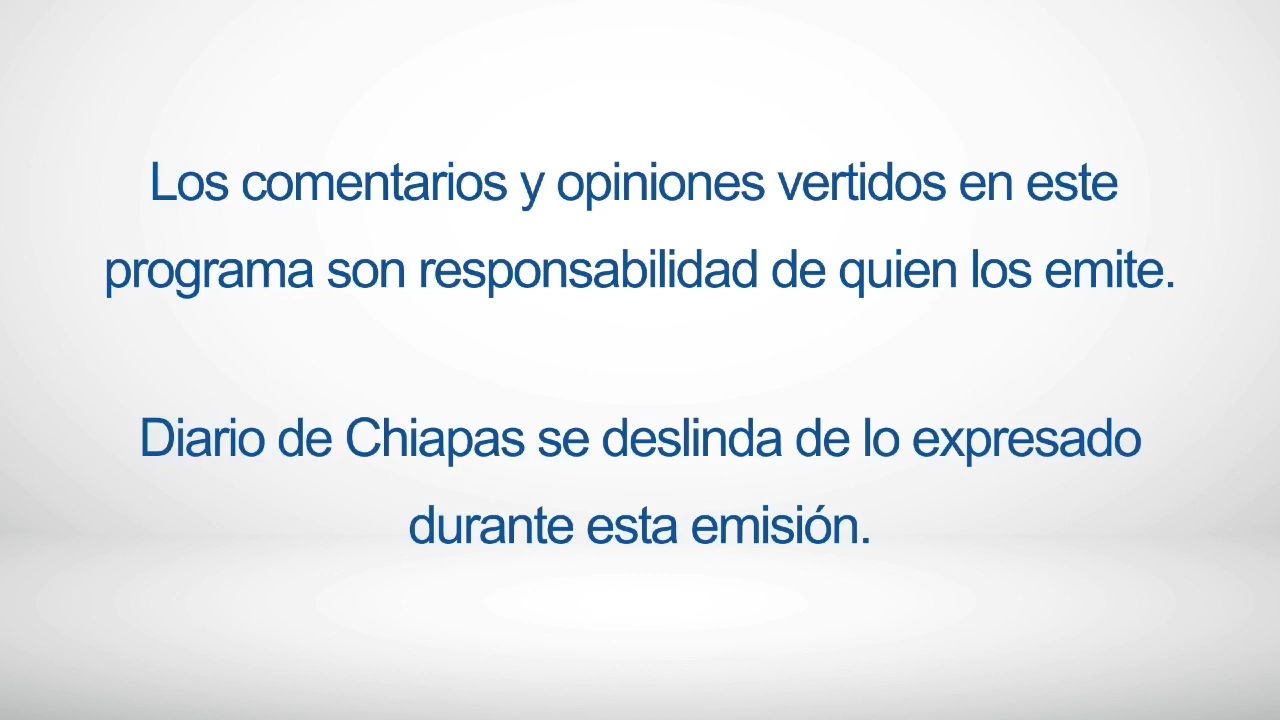 Los comentarios y opiniones vertidos en este
programa son responsabilidad de quien los emite.
Diario de Chiapas se deslinda de lo expresado
durante esta emisión.